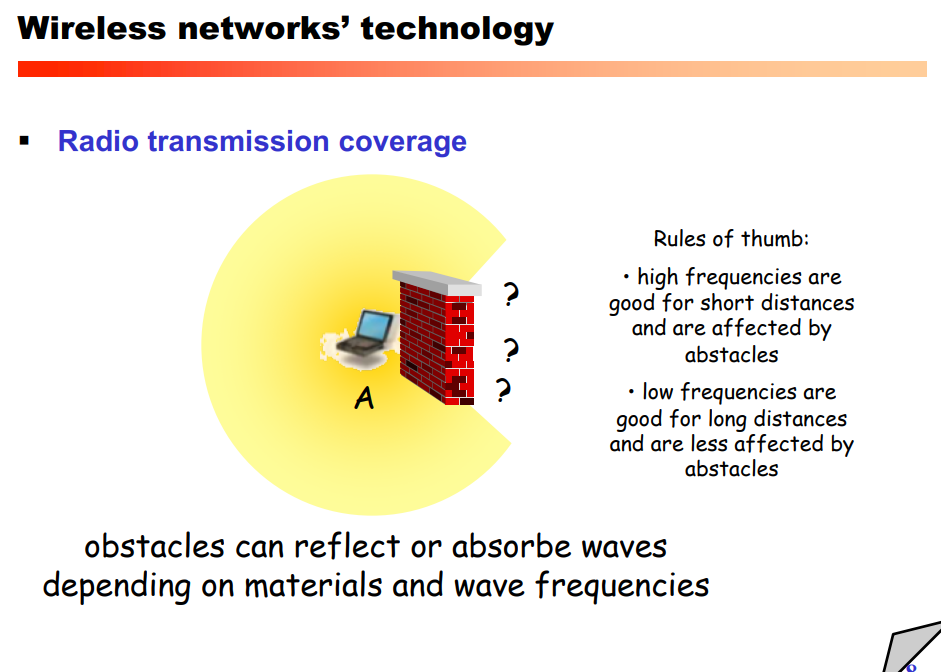 Wireless networks’ technology
▪ Radio transmission coverage
Rules of thumb:
• high frequencies are
good for short distances
and are affected by
abstacles
• low frequencies are
good for long distances
and are less affected by
abstacles
?
?
?
A
obstacles can reflect or absorbe waves
depending on materials and wave frequencies